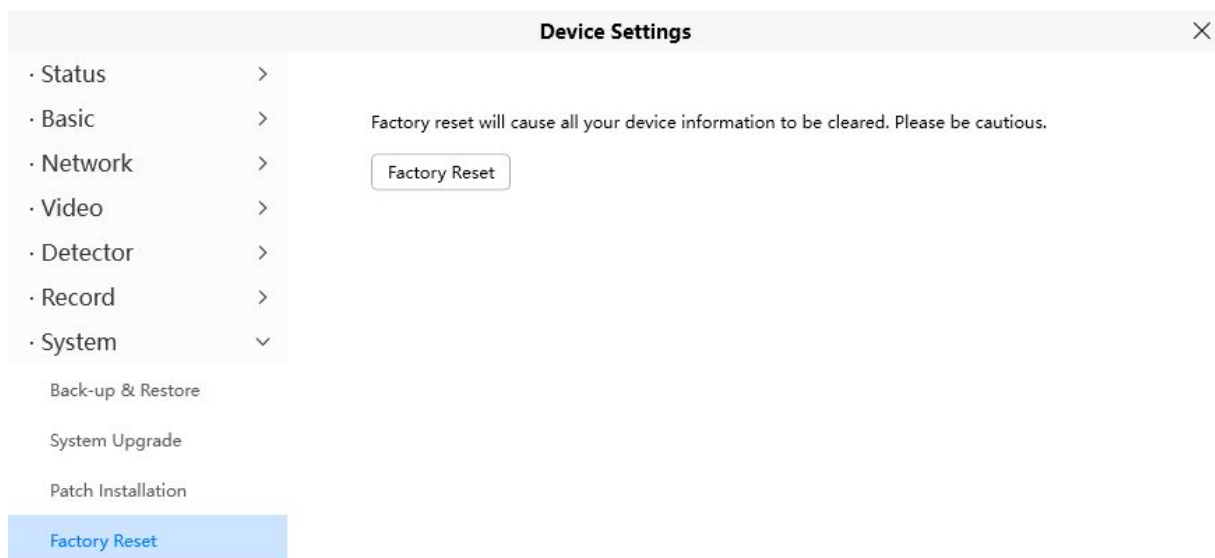 Device Settings
· Status
· Basic
· Network
· Video
· Detector
· Record
· System
Back-up & Restore
System Upgrade
Patch Installation
Factory Reset
Factory reset will cause all your device information to be cleared. Please be cautious.
Factory Reset